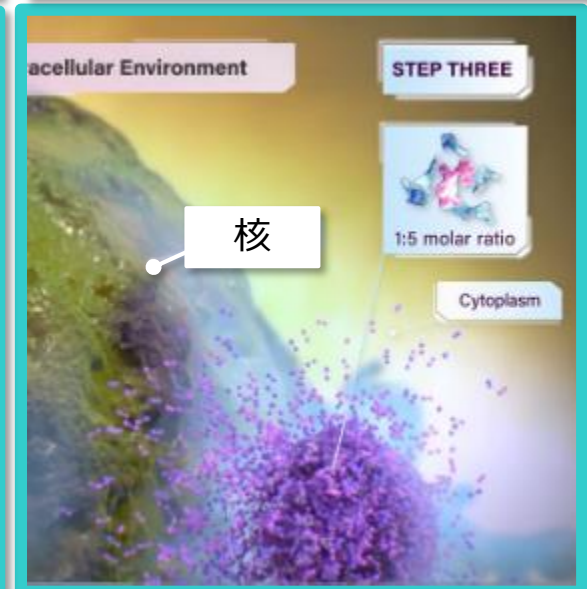 acellular Environment
STEP THREE
1:5 molar ratio
核
Cytoplasm